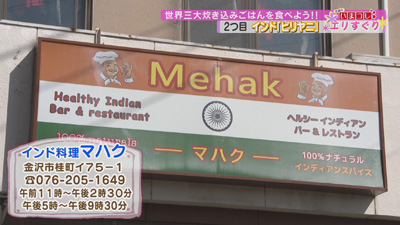 世界三大炊き込みごはんを食べよう!!
2つ目 インド「ビリヤニ」
エリすぐり
Mehak
Healthy Indian
Bar & restaurant
ヘルシー インディアン
バー & レストラン
マハク
100%ナチュラル
インディアンスパイス
インド料理 マハク
金沢市桂町イ75-1
☎076-205-1649
午前11時~午後2時30分
午後5時~午後9時30分